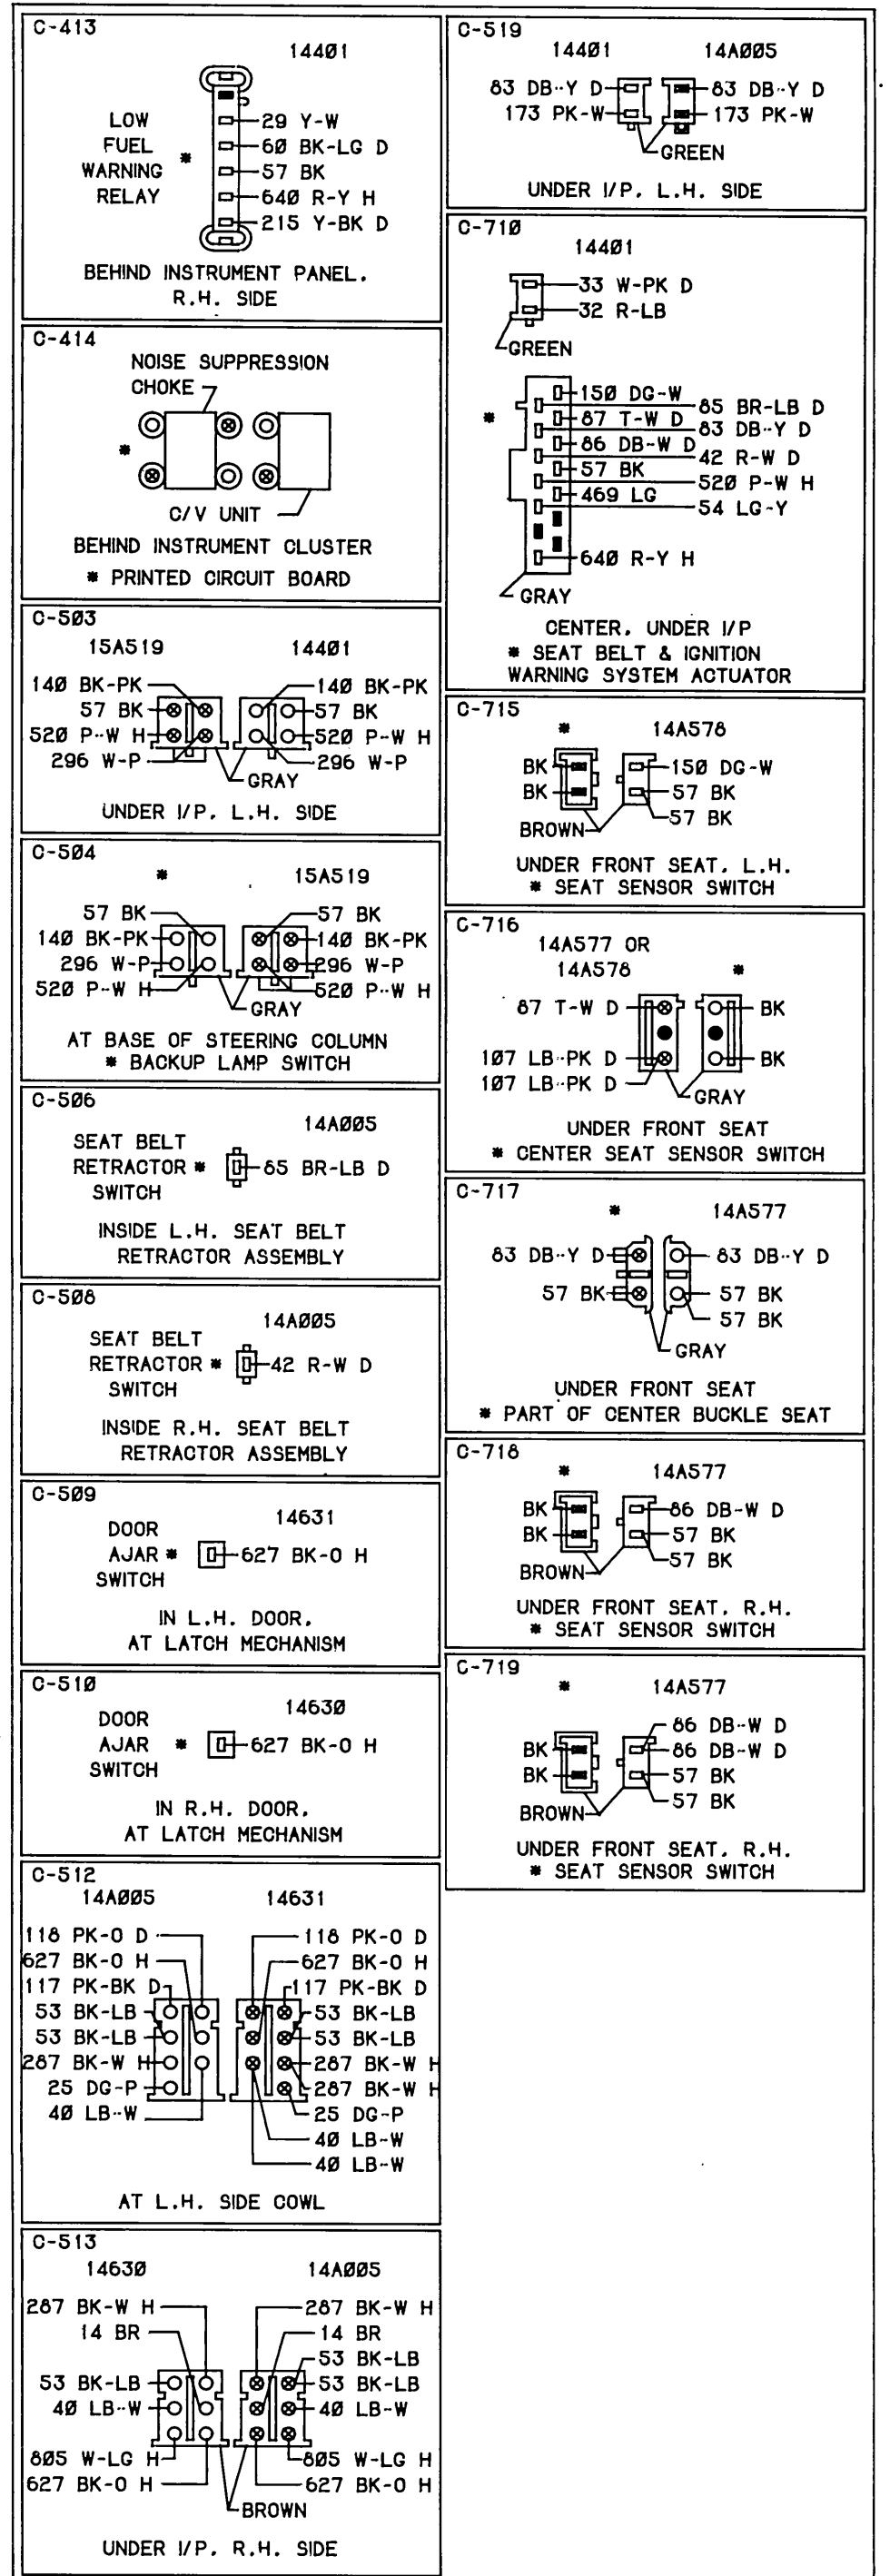 C-413
14401
LOW
FUEL
WARNING *
RELAY
29 Y-W
60 BK-LG D
57 BK
640 R-Y H
215 Y-BK D
BEHIND INSTRUMENT PANEL.
R.H. SIDE
C-414
NOISE SUPPRESSION
CHOKE
*
C/V UNIT
BEHIND INSTRUMENT CLUSTER
* PRINTED CIRCUIT BOARD
C-503
15A519 14401
140 BK-PK 140 BK-PK
57 BK 57 BK
520 P-W H 520 P-W H
296 W-P 296 W-P
GRAY
UNDER I/P. L.H. SIDE
C-504
* 15A519
57 BK 57 BK
140 BK-PK 140 BK-PK
296 W-P 296 W-P
520 P-W H 520 P-W H
GRAY
AT BASE OF STEERING COLUMN
* BACKUP LAMP SWITCH
C-506
14A005
SEAT BELT
RETRACTOR * 85 BR-LB D
SWITCH
INSIDE L.H. SEAT BELT
RETRACTOR ASSEMBLY
C-508
14A005
SEAT BELT
RETRACTOR * 42 R-W D
SWITCH
INSIDE R.H. SEAT BELT
RETRACTOR ASSEMBLY
C-509
14631
DOOR
AJAR * 627 BK-O H
SWITCH
IN L.H. DOOR.
AT LATCH MECHANISM
C-510
14630
DOOR
AJAR * 627 BK-O H
SWITCH
IN R.H. DOOR.
AT LATCH MECHANISM
C-512
14A005 14631
118 PK-O D 118 PK-O D
627 BK-O H 627 BK-O H
117 PK-BK D 117 PK-BK D
53 BK-LB 53 BK-LB
53 BK-LB 53 BK-LB
287 BK-W H 287 BK-W H
287 BK-W H
25 DG-P 25 DG-P
40 LB-W 40 LB-W
40 LB-W
AT L.H. SIDE COWL
C-513
14630 14A005
287 BK-W H 287 BK-W H
14 BR 14 BR
53 BK-LB
53 BK-LB 53 BK-LB
40 LB-W 40 LB-W
805 W-LG H 805 W-LG H
627 BK-O H 627 BK-O H
BROWN
UNDER I/P. R.H. SIDE
C-519
14401 14A005
83 DB-Y D 83 DB-Y D
173 PK-W 173 PK-W
GREEN
UNDER I/P. L.H. SIDE
C-710
14401
33 W-PK D
32 R-LB
GREEN
*
150 DG-W
85 BR-LB D
87 T-W D
83 DB-Y D
86 DB-W D
42 R-W D
57 BK
520 P-W H
469 LG
54 LG-Y
640 R-Y H
GRAY
CENTER. UNDER I/P
* SEAT BELT & IGNITION
WARNING SYSTEM ACTUATOR
C-715
* 14A578
BK 150 DG-W
BK 57 BK
57 BK
BROWN
UNDER FRONT SEAT. L.H.
* SEAT SENSOR SWITCH
C-716
14A577 OR
14A578 *
87 T-W D BK
107 LB-PK D BK
107 LB-PK D
GRAY
UNDER FRONT SEAT
* CENTER SEAT SENSOR SWITCH
C-717
* 14A577
83 DB-Y D 83 DB-Y D
57 BK 57 BK
57 BK
GRAY
UNDER FRONT SEAT
* PART OF CENTER BUCKLE SEAT
C-718
* 14A577
BK 86 DB-W D
BK 57 BK
57 BK
BROWN
UNDER FRONT SEAT. R.H.
* SEAT SENSOR SWITCH
C-719
* 14A577
86 DB-W D
BK 86 DB-W D
BK 57 BK
57 BK
BROWN
UNDER FRONT SEAT. R.H.
* SEAT SENSOR SWITCH